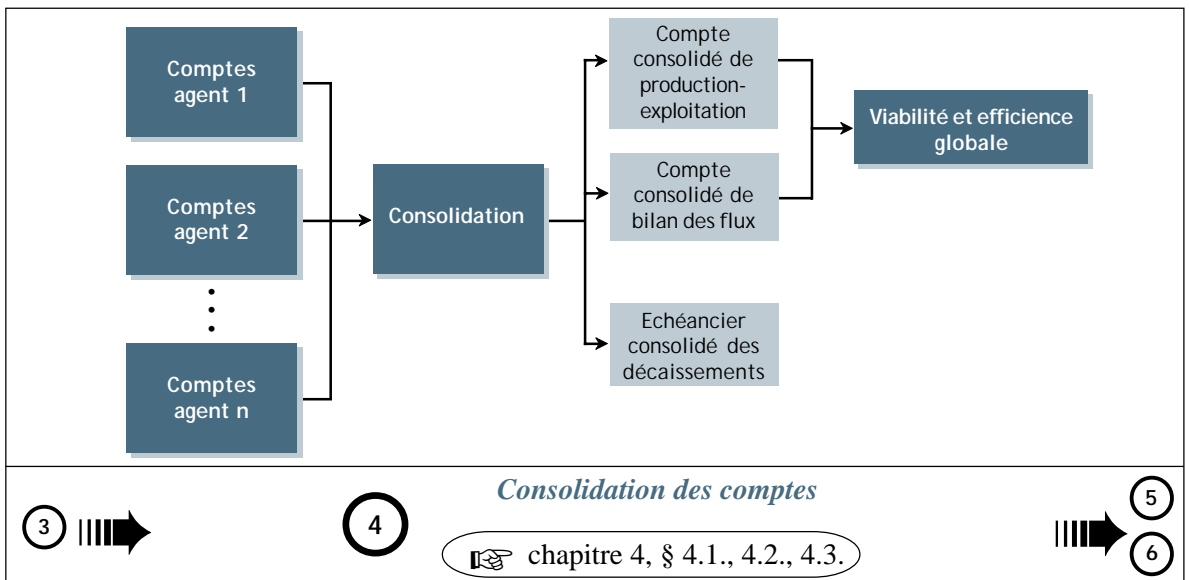 Comptes
agent 1
Comptes
agent 2
Comptes
agent n
Consolidation
Compte
consolidé de
production-
exploitation
Compte
consolidé de
bilan des flux
Echéancier
consolidé des
décaissements
Viabilité et efficience
globale
3
4
Consolidation des comptes
☞ chapitre 4, § 4.1., 4.2., 4.3.
5
6